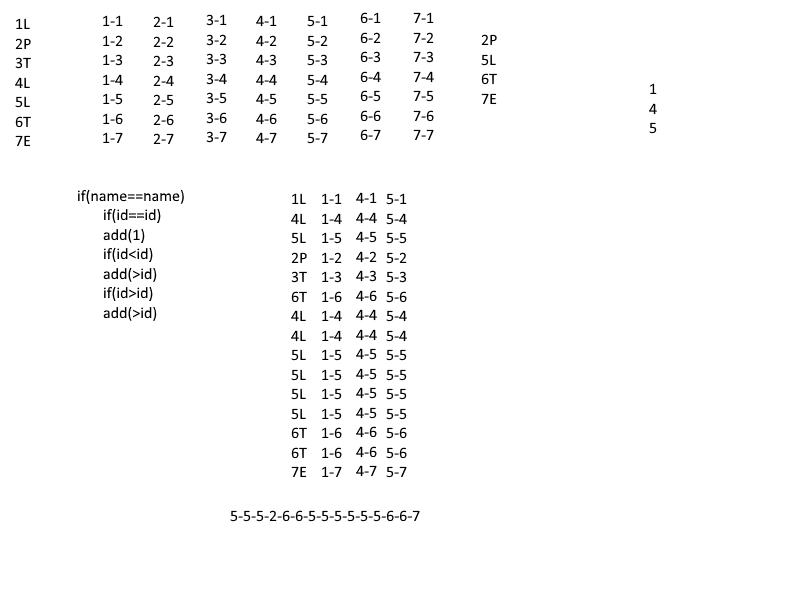 1L 1-1 2-1 3-1 4-1 5-1 6-1 7-1
2P 1-2 2-2 3-2 4-2 5-2 6-2 7-2 2P
3T 1-3 2-3 3-3 4-3 5-3 6-3 7-3 5L
4L 1-4 2-4 3-4 4-4 5-4 6-4 7-4 6T 1
5L 1-5 2-5 3-5 4-5 5-5 6-5 7-5 7E 4
6T 1-6 2-6 3-6 4-6 5-6 6-6 7-6 5
7E 1-7 2-7 3-7 4-7 5-7 6-7 7-7
if(name==name) 1L 1-1 4-1 5-1
if(id==id) 4L 1-4 4-4 5-4
add(1) 5L 1-5 4-5 5-5
if(id<id) 2P 1-2 4-2 5-2
add(>id) 3T 1-3 4-3 5-3
if(id>id) 6T 1-6 4-6 5-6
add(>id) 4L 1-4 4-4 5-4
4L 1-4 4-4 5-4
5L 1-5 4-5 5-5
5L 1-5 4-5 5-5
5L 1-5 4-5 5-5
5L 1-5 4-5 5-5
6T 1-6 4-6 5-6
6T 1-6 4-6 5-6
7E 1-7 4-7 5-7
5-5-5-2-6-6-5-5-5-5-5-5-6-6-7